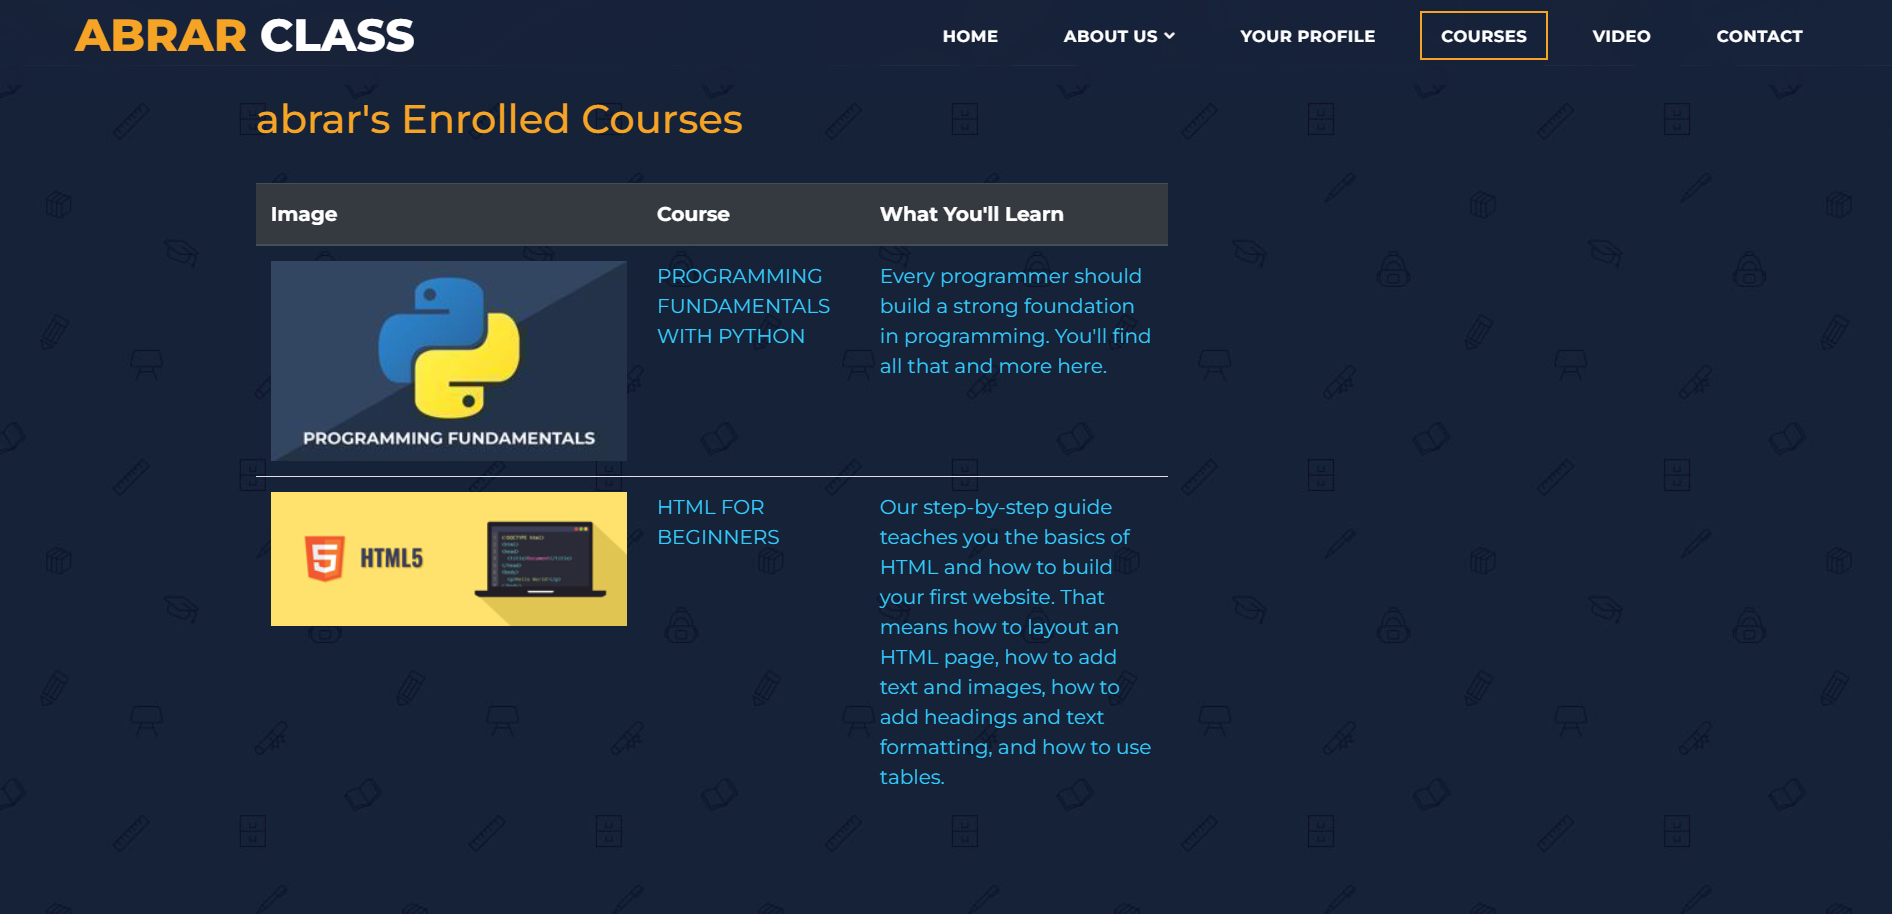 ABRAR CLASS
HOME
ABOUT US
YOUR PROFILE
COURSES
VIDEO
CONTACT
abrar's Enrolled Courses
Image
Course
What You'll Learn
PROGRAMMING FUNDAMENTALS
PROGRAMMING
FUNDAMENTALS
WITH PYTHON
Every programmer should
build a strong foundation
in programming. You'll find
all that and more here.
5
HTML5
HTML FOR
BEGINNERS
Our step-by-step guide
teaches you the basics of
HTML and how to build
your first website. That
means how to layout an
HTML page, how to add
text and images, how to
add headings and text
formatting, and how to use
tables.